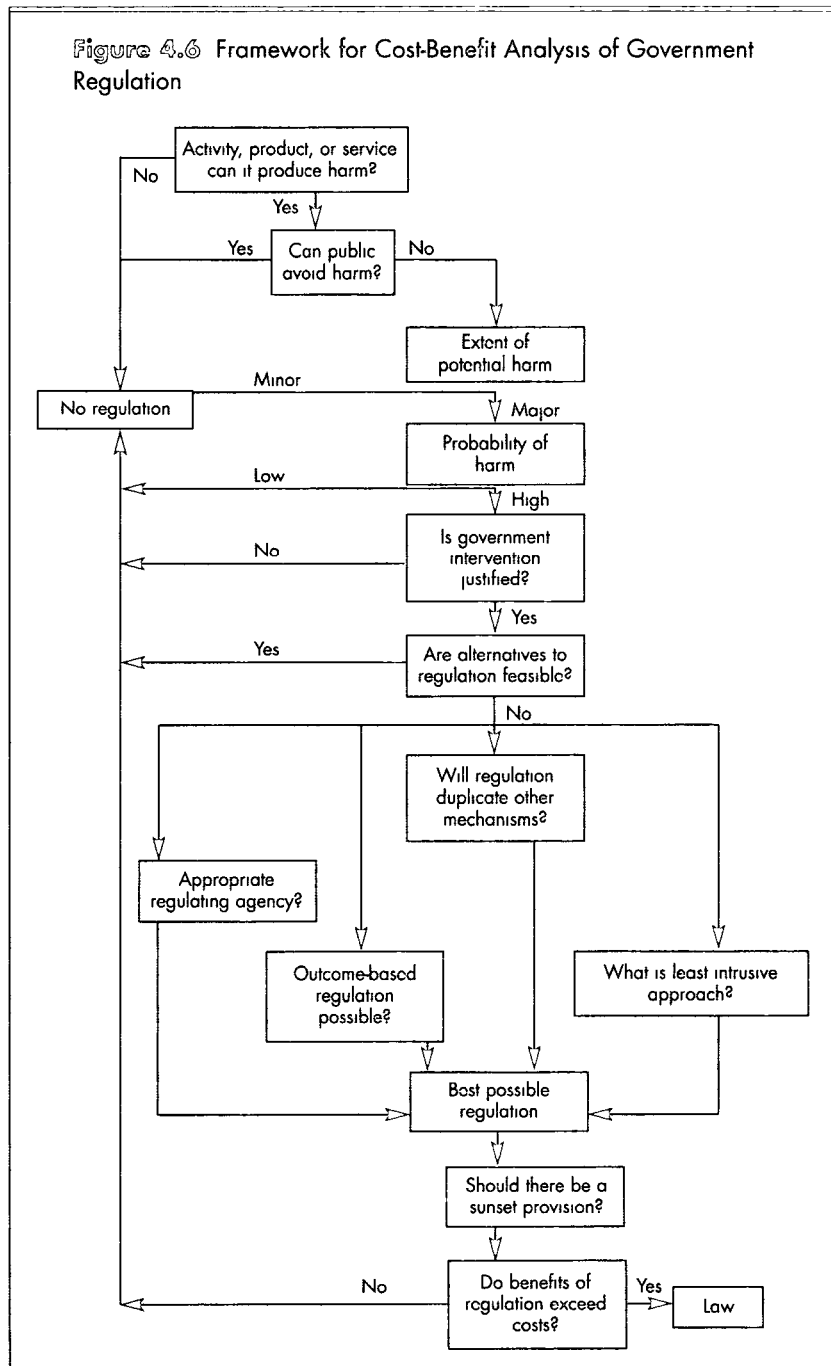 Figure 4.6 Framework for Cost-Benefit Analysis of Government
Regulation
Activity, product, or service
can it produce harm?
No
Yes
Can public
avoid harm?
Yes
No
Extent of
potential harm
Minor
No regulation
Major
Probability of
harm
Low
High
Is government
intervention
justified?
No
Yes
Are alternatives to
regulation feasible?
Yes
No
Will regulation
duplicate other
mechanisms?
Appropriate
regulating agency?
Outcome-based
regulation
possible?
What is least intrusive
approach?
Best possible
regulation
Should there be a
sunset provision?
Do benefits of
regulation exceed
costs?
No
Yes
Law